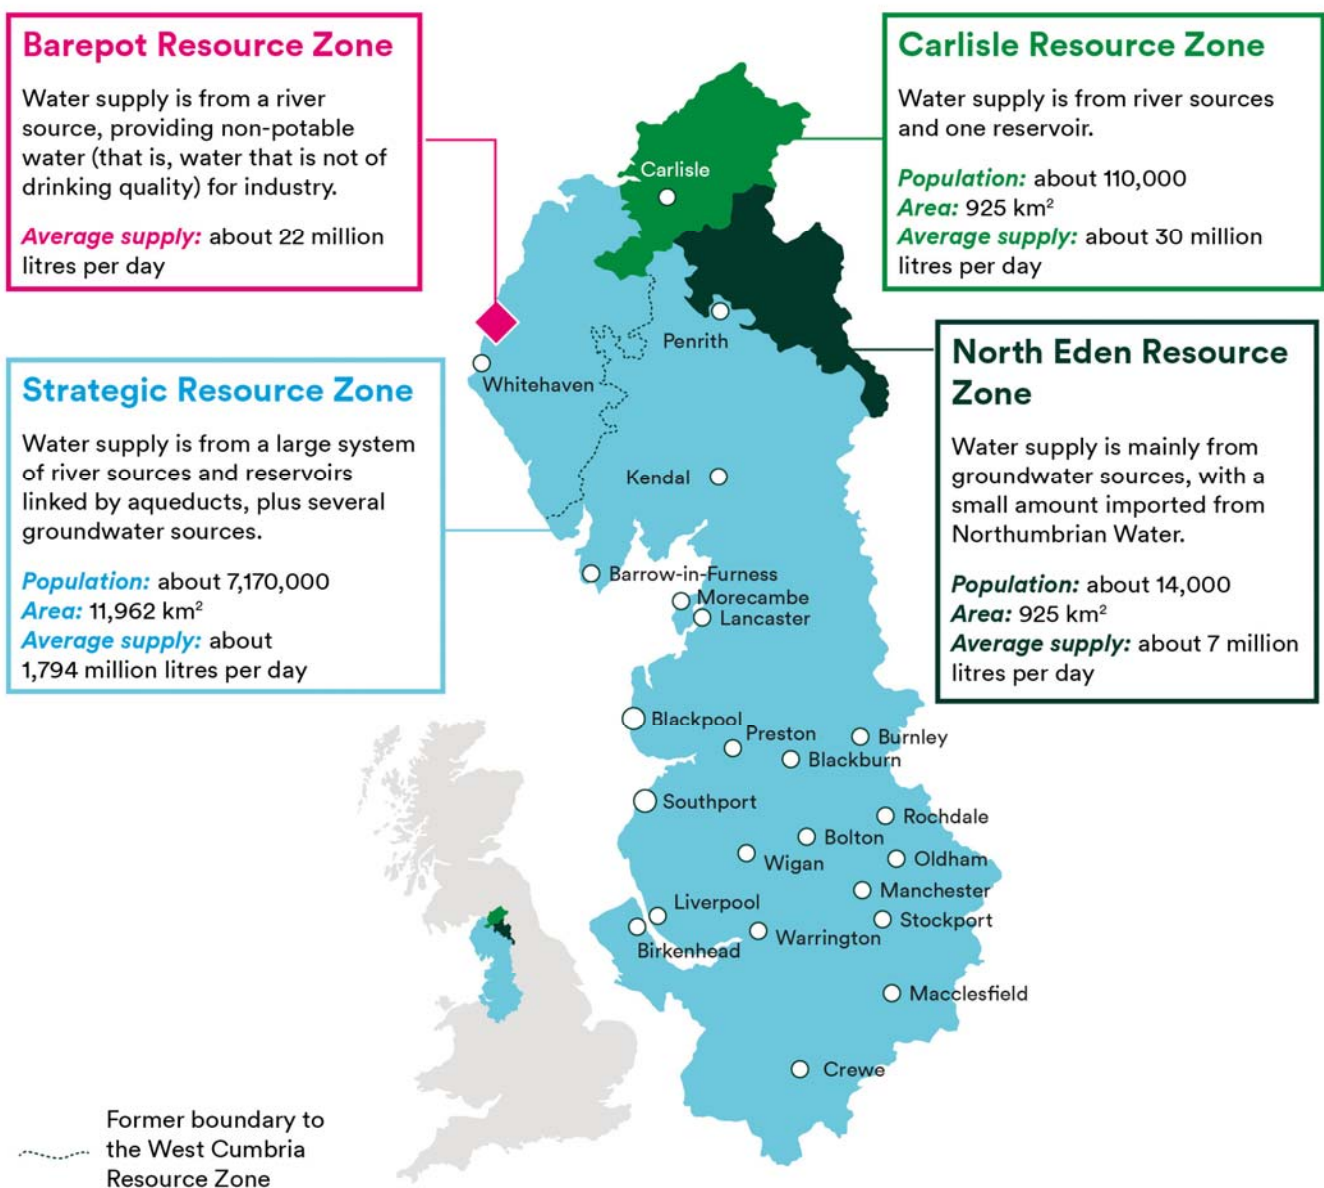 Barepot Resource Zone
Water supply is from a river
source, providing non-potable
water (that is, water that is not of
drinking quality) for industry.
Average supply: about 22 million
litres per day
Carlisle Resource Zone
Water supply is from river sources
and one reservoir.
Population: about 110,000
Area: 925 km²
Average supply: about 30 million
litres per day
Strategic Resource Zone
Water supply is from a large system
of river sources and reservoirs
linked by aqueducts, plus several
groundwater sources.
Population: about 7,170,000
Area: 11,962 km²
Average supply: about
1,794 million litres per day
North Eden Resource
Zone
Water supply is mainly from
groundwater sources, with a
small amount imported from
Northumbrian Water.
Population: about 14,000
Area: 925 km²
Average supply: about 7 million
litres per day
Carlisle
Penrith
Whitehaven
Kendal
Barrow-in-Furness
Morecambe
Lancaster
Blackpool
Preston
Burnley
Blackburn
Southport
Rochdale
Bolton
Wigan
Oldham
Manchester
Liverpool
Stockport
Warrington
Birkenhead
Macclesfield
Crewe
Former boundary to
the West Cumbria
Resource Zone